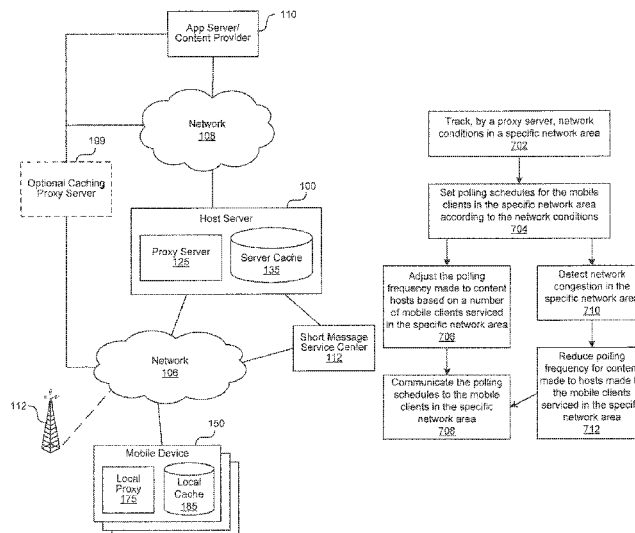 110
App Server/
Content Provider
Network
108
199
Optional Caching
Proxy Server
100
Host Server
Proxy Server
125
Server Cache
135
Short Message
Service Center
112
Network
106
112
150
Mobile Device
Local
Proxy
175
Local
Cache
185
Track, by a proxy server, network
conditions in a specific network area
702
Set polling schedules for the mobile
clients in the specific network area
according to the network conditions
704
Adjust the polling
frequency made to content
hosts based on a number
of mobile clients serviced
in the specific network area
706
Detect network
congestion in the
specific network area
710
Communicate the polling
schedules to the mobile
clients in the specific
network area
708
Reduce polling
frequency for content
made to hosts made
the mobile clients
serviced in the
network area
712